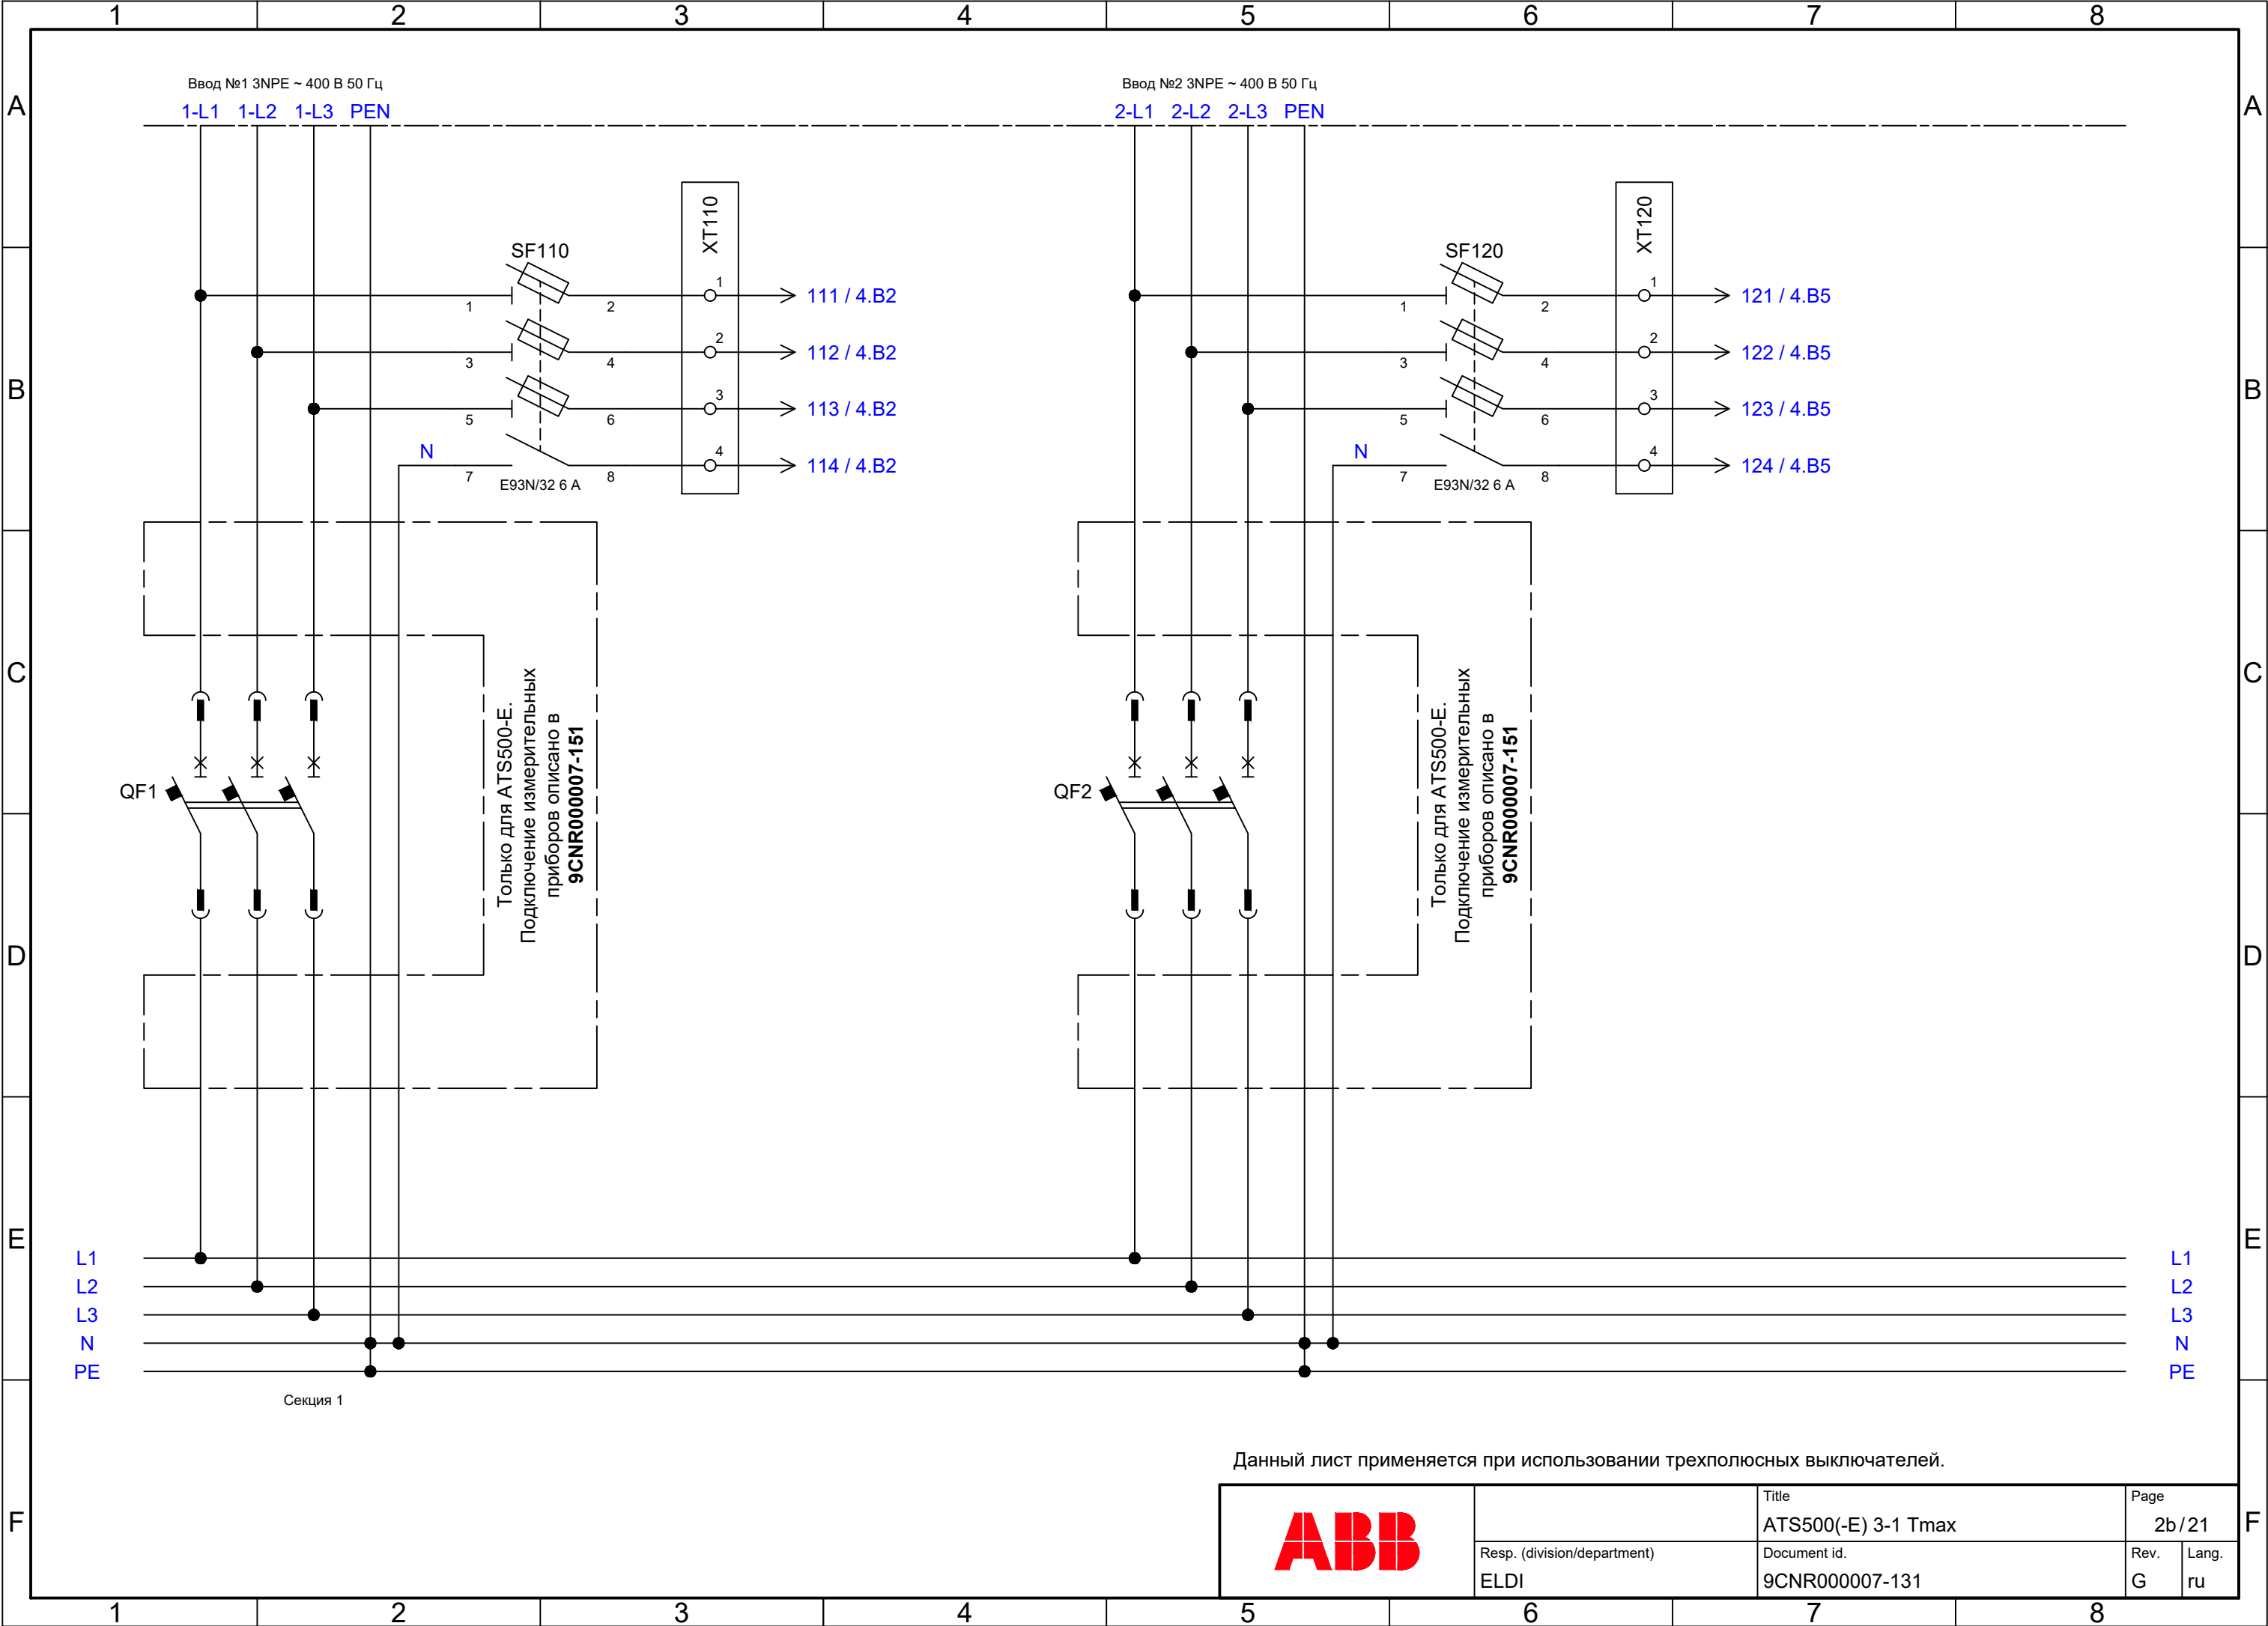 1 2 3 4 5 6 7 8
A A
Ввод №1 3NPE ~ 400 В 50 Гц
1-L1 1-L2 1-L3 PEN
Ввод №2 3NPE ~ 400 В 50 Гц
2-L1 2-L2 2-L3 PEN
XT110
SF110
1 2 1 111 / 4.B2
3 4 2 112 / 4.B2
5 6 3 113 / 4.B2
N 7 8 4 114 / 4.B2
E93N/32 6 A
XT120
SF120
1 2 1 121 / 4.B5
3 4 2 122 / 4.B5
5 6 3 123 / 4.B5
N 7 8 4 124 / 4.B5
E93N/32 6 A
B B
C C
QF1
Только для ATS500-E.
Подключение измерительных
приборов описано в
9CNR000007-151
QF2
Только для ATS500-E.
Подключение измерительных
приборов описано в
9CNR000007-151
D D
E E
L1 L1
L2 L2
L3 L3
N N
PE PE
Секция 1
Данный лист применяется при использовании трехполюсных выключателей.
F F
ABB
Title
ATS500(-E) 3-1 Tmax
Page
2b/21
Resp. (division/department)
ELDI
Document id.
9CNR000007-131
Rev.
G
Lang.
ru
1 2 3 4 5 6 7 8